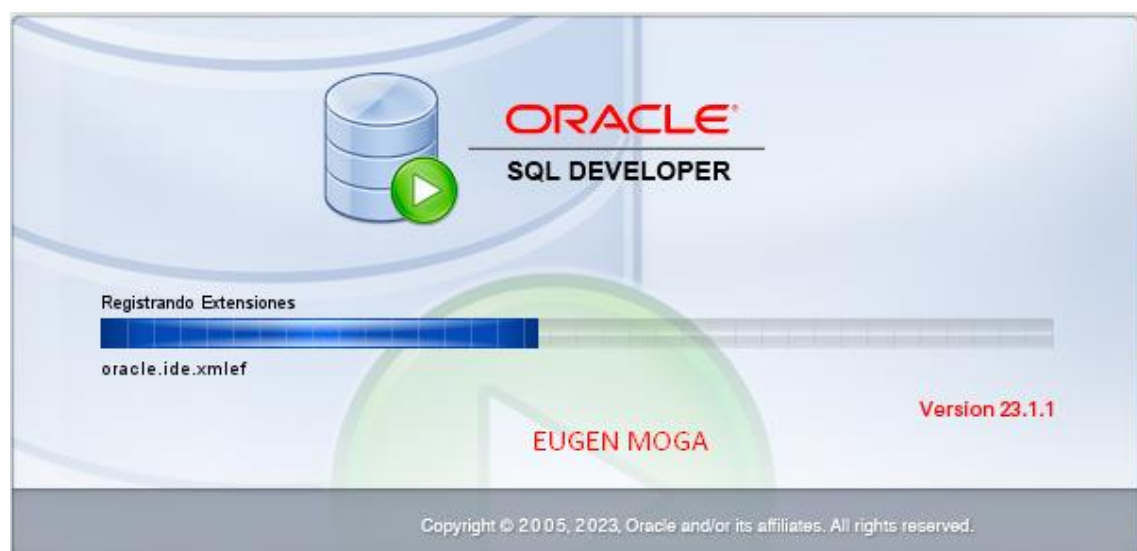 ORACLE®
SQL DEVELOPER
Registrando Extensiones
oracle.ide.xmlef
Version 23.1.1
EUGEN MOGA
Copyright © 2005, 2023, Oracle and/or its affiliates. All rights reserved.